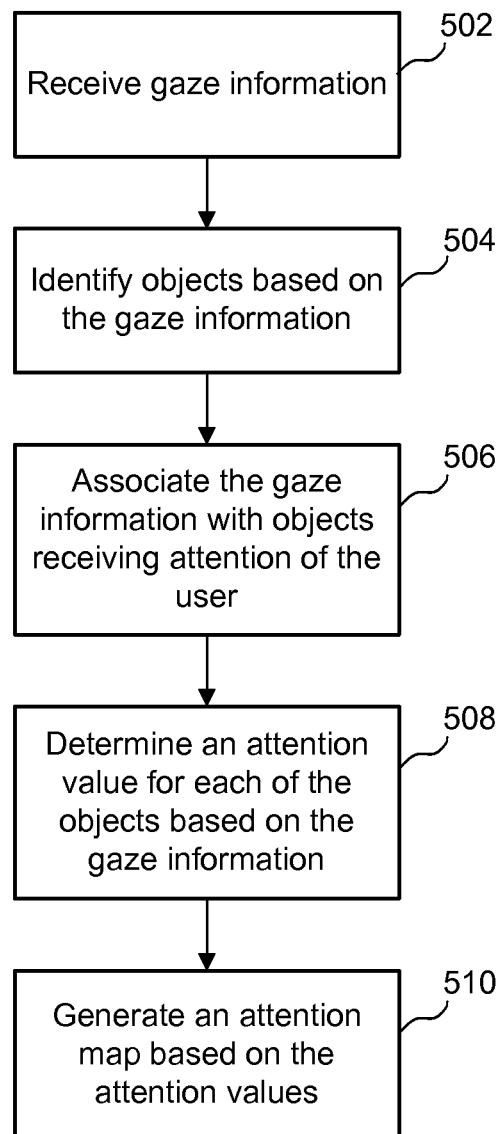 502
Receive gaze information
504
Identify objects based on
the gaze information
506
Associate the gaze
information with objects
receiving attention of the
user
508
Determine an attention
value for each of the
objects based on the
gaze information
510
Generate an attention
map based on the
attention values